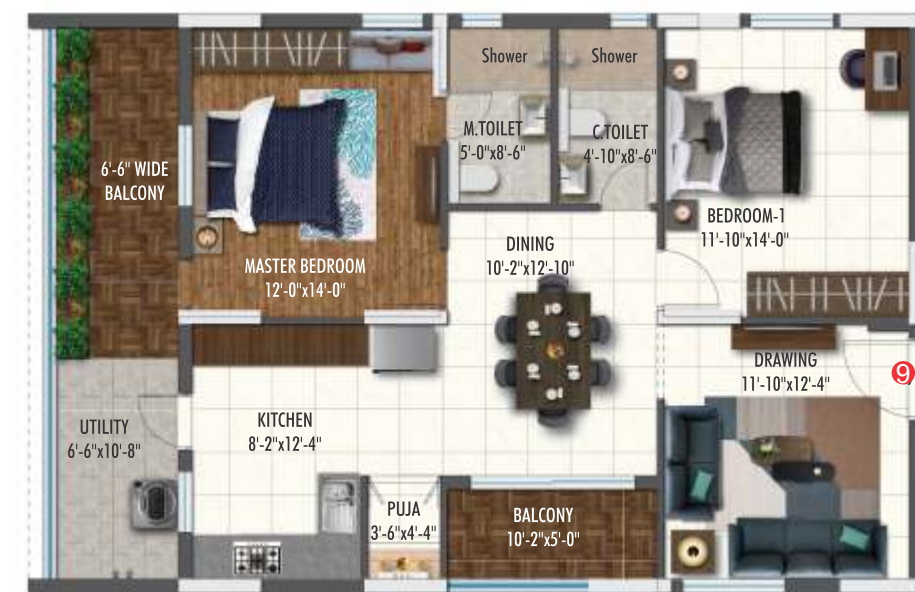 Shower
Shower
M.TOILET
5'-0"x8'-6"
C.TOILET
4'-10"x8'-6"
6'-6" WIDE
BALCONY
BEDROOM-1
11'-10"x14'-0"
DINING
10'-2"x12'-10"
MASTER BEDROOM
12'-0"x14'-0"
DRAWING
11'-10"x12'-4"
9
KITCHEN
8'-2"x12'-4"
UTILITY
6'-6"x10'-8"
PUJA
3'-6"x4'-4"
BALCONY
10'-2"x5'-0"